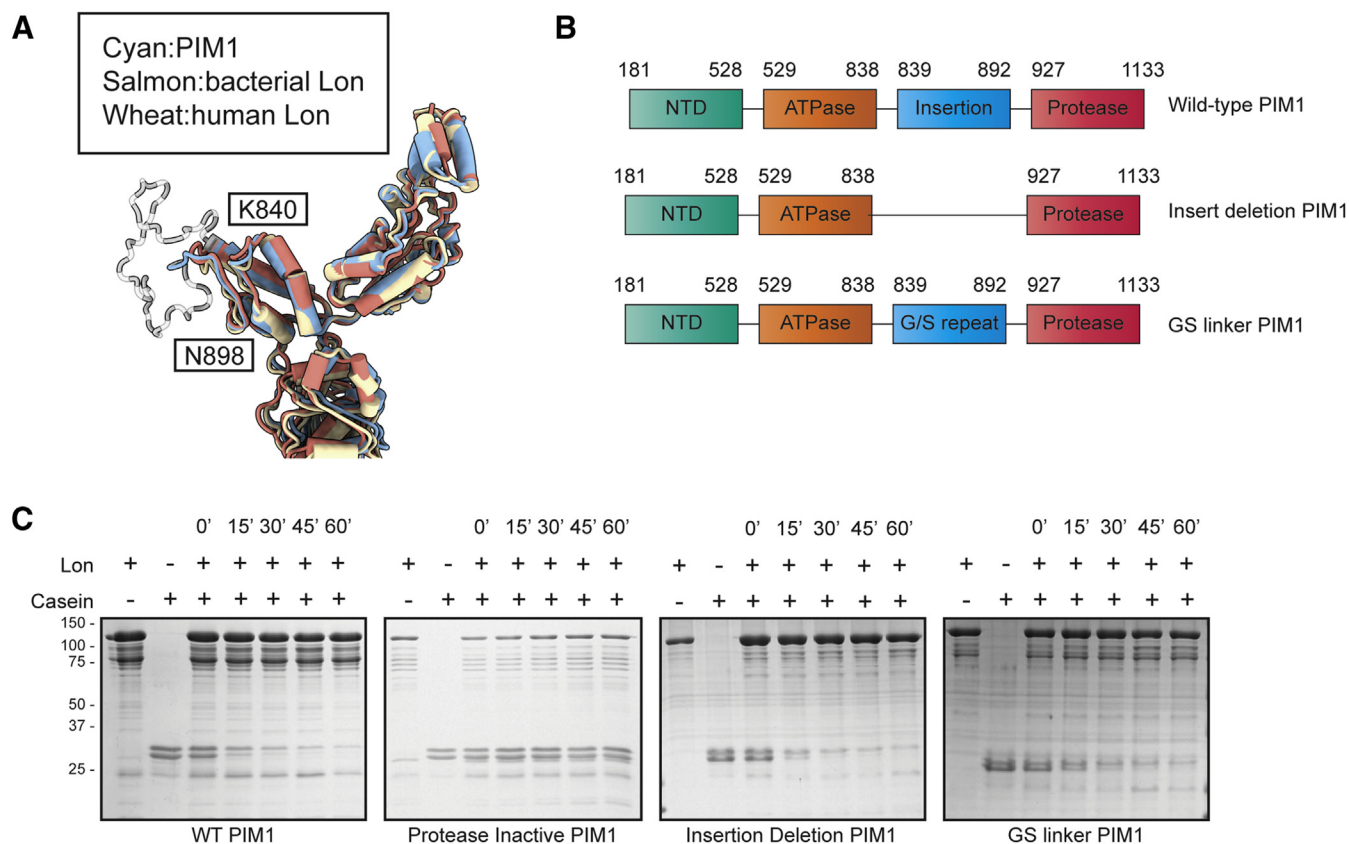 A
Cyan:PIM1
Salmon:bacterial Lon
Wheat:human Lon
K840
N898
B
181 528 529 838 839 892 927 1133
NTD ATPase Insertion Protease Wild-type PIM1
181 528 529 838 927 1133
NTD ATPase Protease Insert deletion PIM1
181 528 529 838 839 892 927 1133
NTD ATPase G/S repeat Protease GS linker PIM1
C
0’ 15’ 30’ 45’ 60’ 0’ 15’ 30’ 45’ 60’ 0’ 15’ 30’ 45’ 60’ 0’ 15’ 30’ 45’ 60’
Lon + - + + + + + + - + + + + + + - + + + + + + - + + + + +
Casein - + + + + + + - + + + + + + - + + + + + + - + + + + + +
150 -
100 -
75 -
50 -
37 -
25 -
WT PIM1 Protease Inactive PIM1 Insertion Deletion PIM1 GS linker PIM1